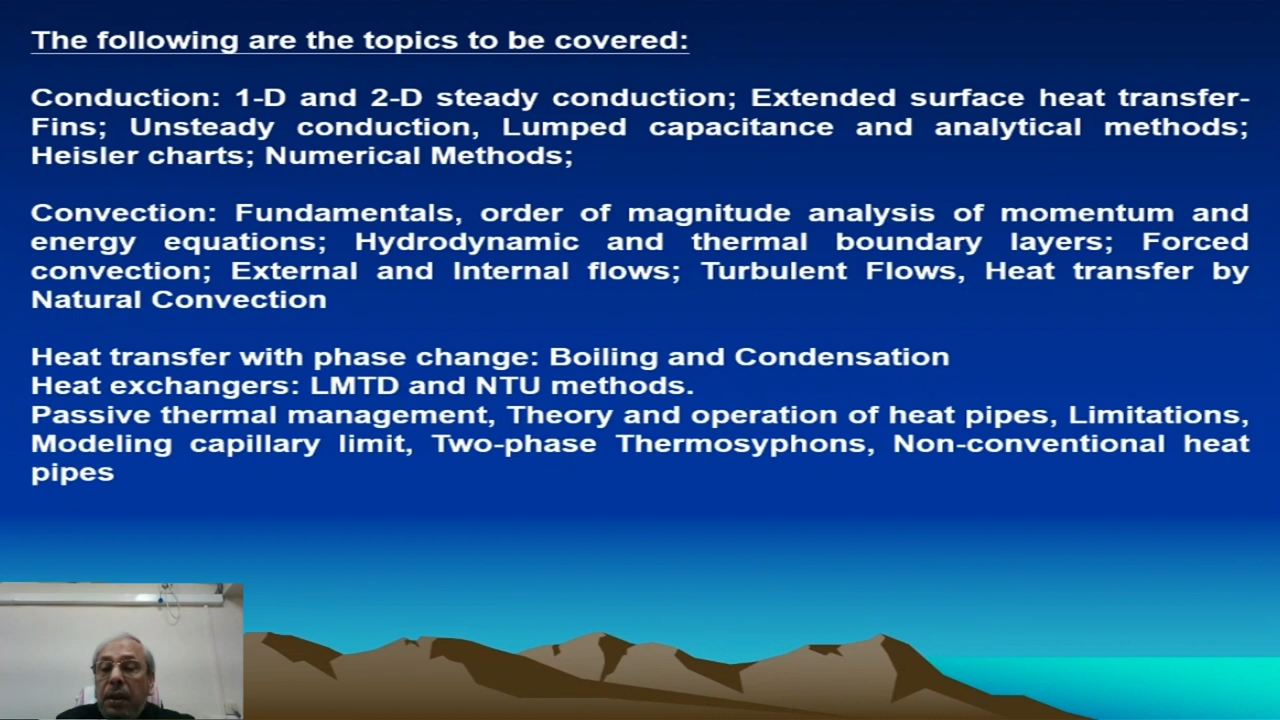 The following are the topics to be covered:
Conduction: 1-D and 2-D steady conduction; Extended surface heat transfer-
Fins; Unsteady conduction, Lumped capacitance and analytical methods;
Heisler charts; Numerical Methods;
Convection: Fundamentals, order of magnitude analysis of momentum and
energy equations; Hydrodynamic and thermal boundary layers; Forced
convection; External and Internal flows; Turbulent Flows, Heat transfer by
Natural Convection
Heat transfer with phase change: Boiling and Condensation
Heat exchangers: LMTD and NTU methods.
Passive thermal management, Theory and operation of heat pipes, Limitations,
Modeling capillary limit, Two-phase Thermosyphons, Non-conventional heat
pipes